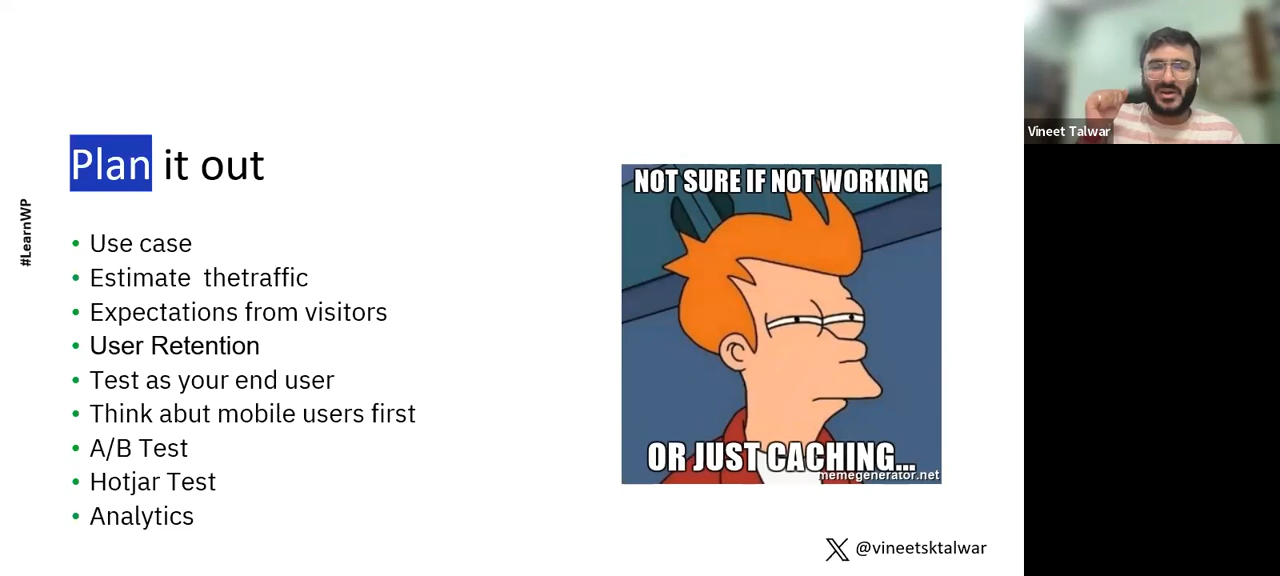 #LearnWP
Plan it out
Use case
Estimate  thetraffic
Expectations from visitors
User Retention
Test as your end user
Think abut mobile users first
A/B Test
Hotjar Test
Analytics
NOT SURE IF NOT WORKING
OR JUST CACHING...
memegenerator.net
@vineetsktalwar
Vineet Talwar